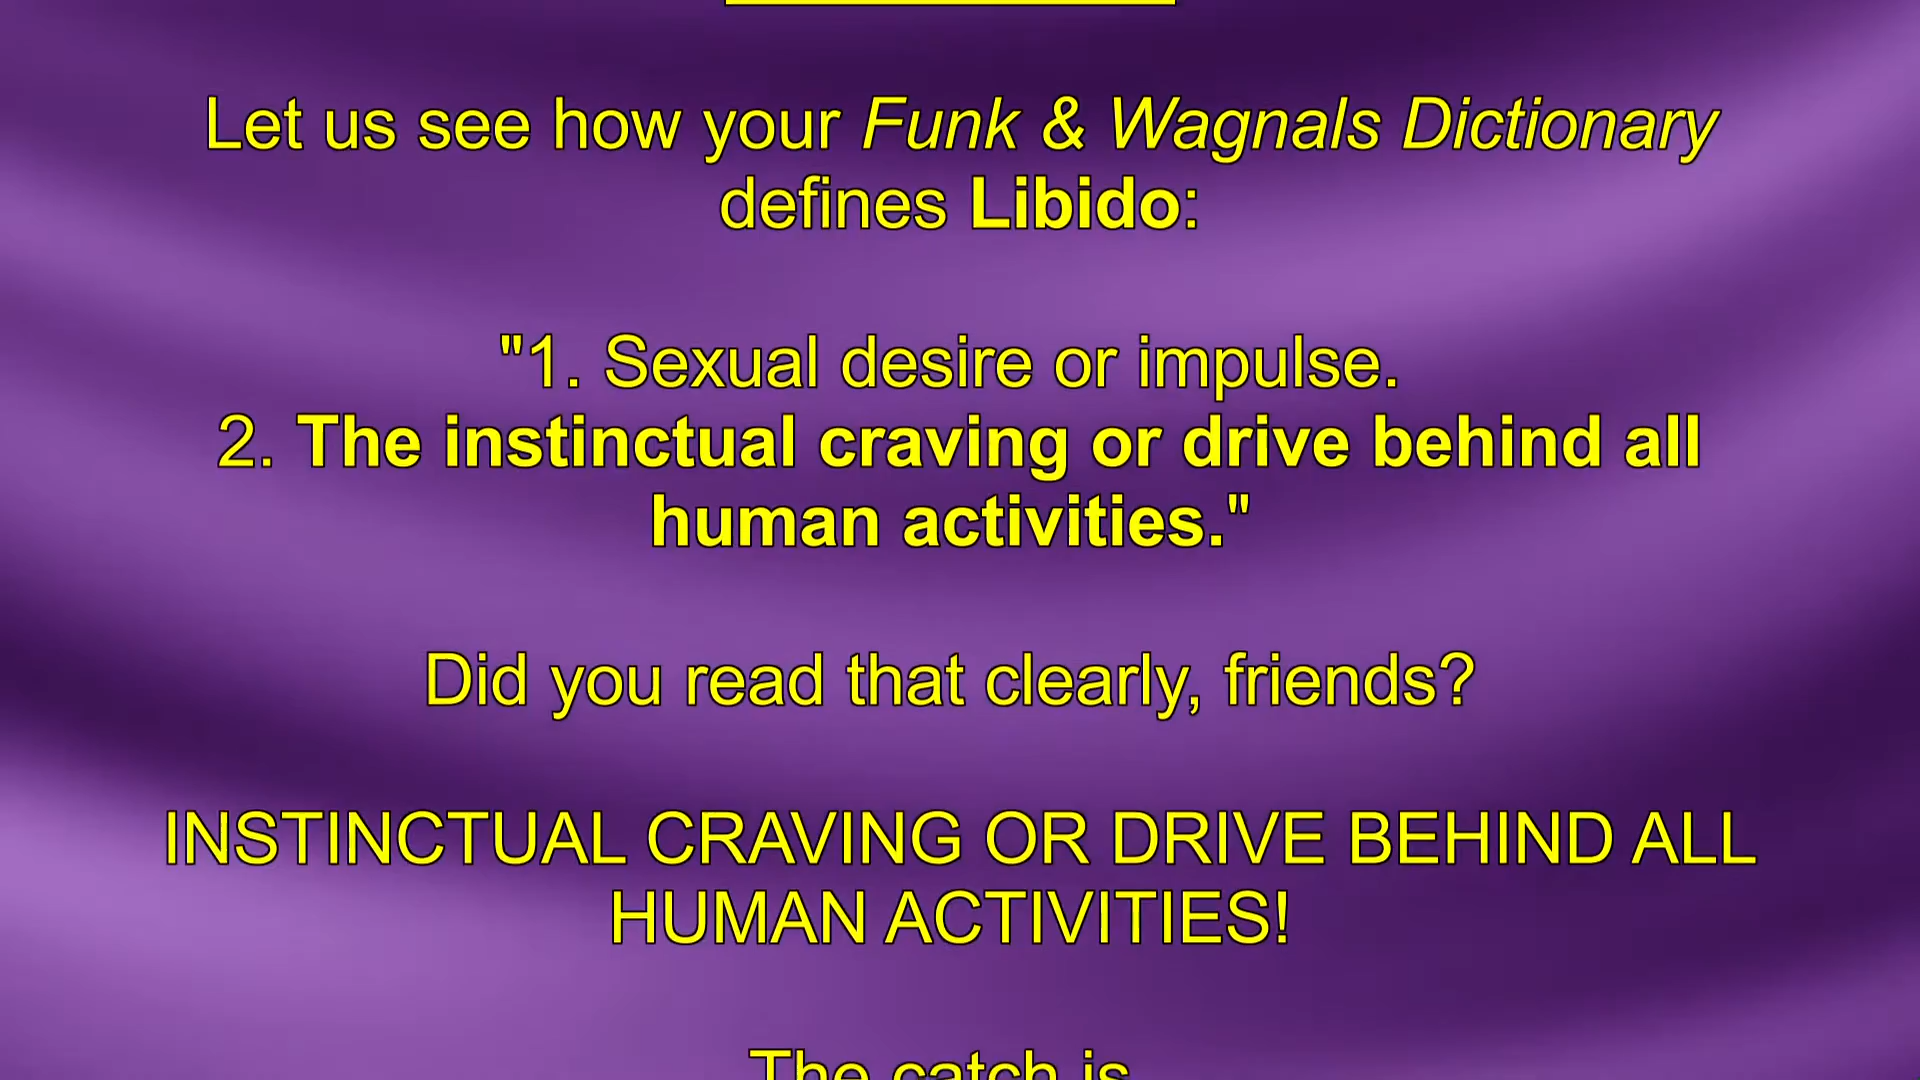 Let us see how your Funk & Wagnals Dictionary
defines Libido:
"1. Sexual desire or impulse.
2. The instinctual craving or drive behind all
human activities."
Did you read that clearly, friends?
INSTINCTUAL CRAVING OR DRIVE BEHIND ALL
HUMAN ACTIVITIES!
The catch is